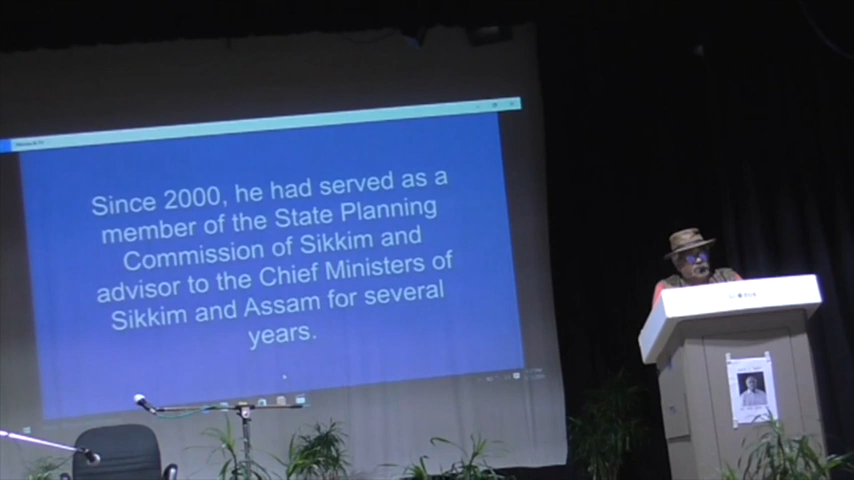 Since 2000, he had served as a
member of the State Planning
Commission of Sikkim and
advisor to the Chief Ministers of
Sikkim and Assam for several
years.